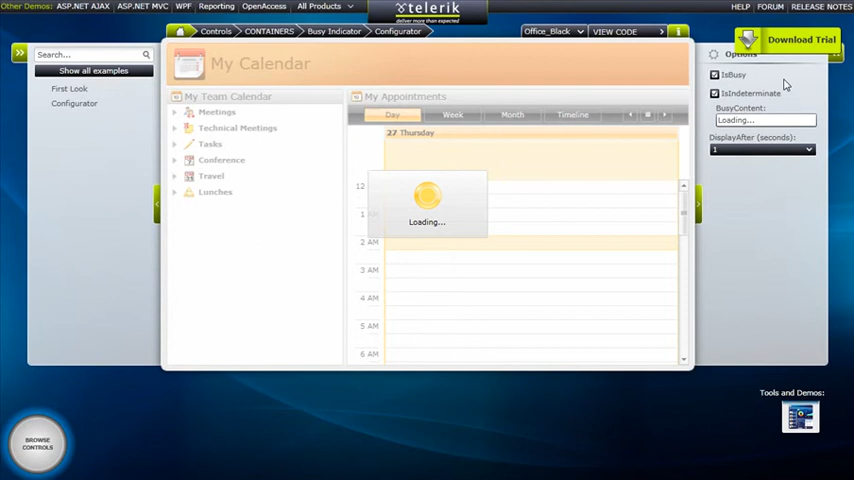 Other Demos: ASP.NET AJAX ASP.NET MVC WPF Reporting OpenAccess All Products
telerik
deliver more than expected
HELP FORUM RELEASE NOTES
Controls CONTAINERS Busy Indicator Configurator
Office_Black VIEW CODE i
Download Trial
Search...
Show all examples
First Look
Configurator
My Calendar
My Team Calendar
Meetings
Technical Meetings
Tasks
Conference
Travel
Lunches
My Appointments
Day Week Month Timeline
27 Thursday
12
1 AM
2 AM
3 AM
4 AM
5 AM
6 AM
Loading...
Options
IsBusy
IsIndeterminate
BusyContent:
Loading...
DisplayAfter (seconds):
1
Tools and Demos:
BROWSE
CONTROLS